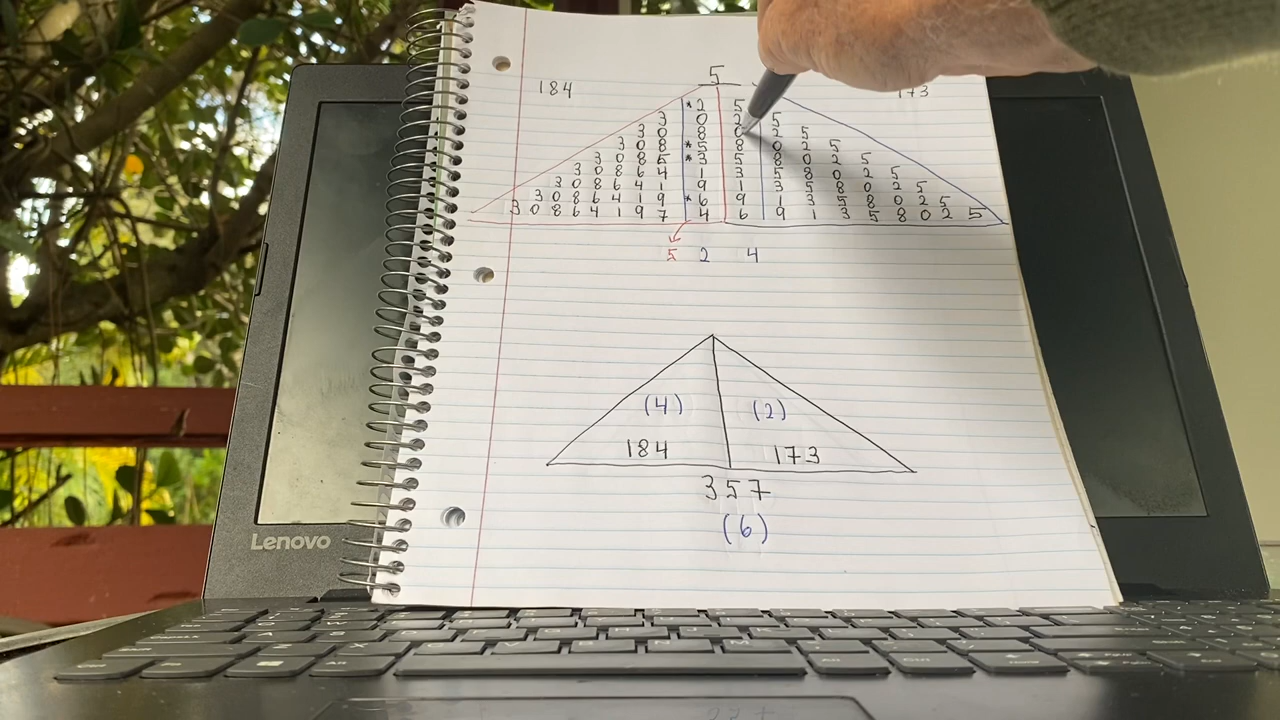 5
184 173
*2 5
3 0 2 5
3 0 8 0 2 5
3 0 8 *5 8 0 2 5
3 0 8 5 *3 5 8 0 2 5
3 0 8 6 4 1 3 5 8 0 2 5
3 0 8 6 4 1 9 1 3 5 8 0 2 5
3 0 8 6 4 1 9 *6 9 1 3 5 8 0 2 5
3 0 8 6 4 1 9 7 4 6 9 1 3 5 8 0 2 5
5 2 4
(4) (2)
184 173
357
(6)
Lenovo